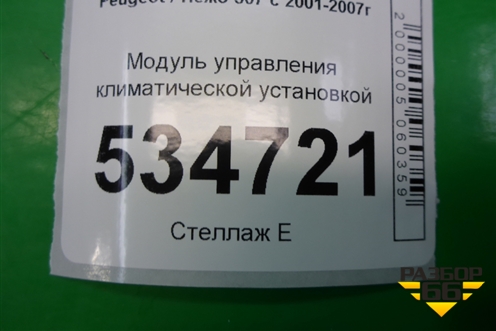 Peugeot / Пежо 307 с 2001-2007г
Модуль управления
климатической установкой
534721
Стеллаж Е
2000005060359
РАЗБОР
66